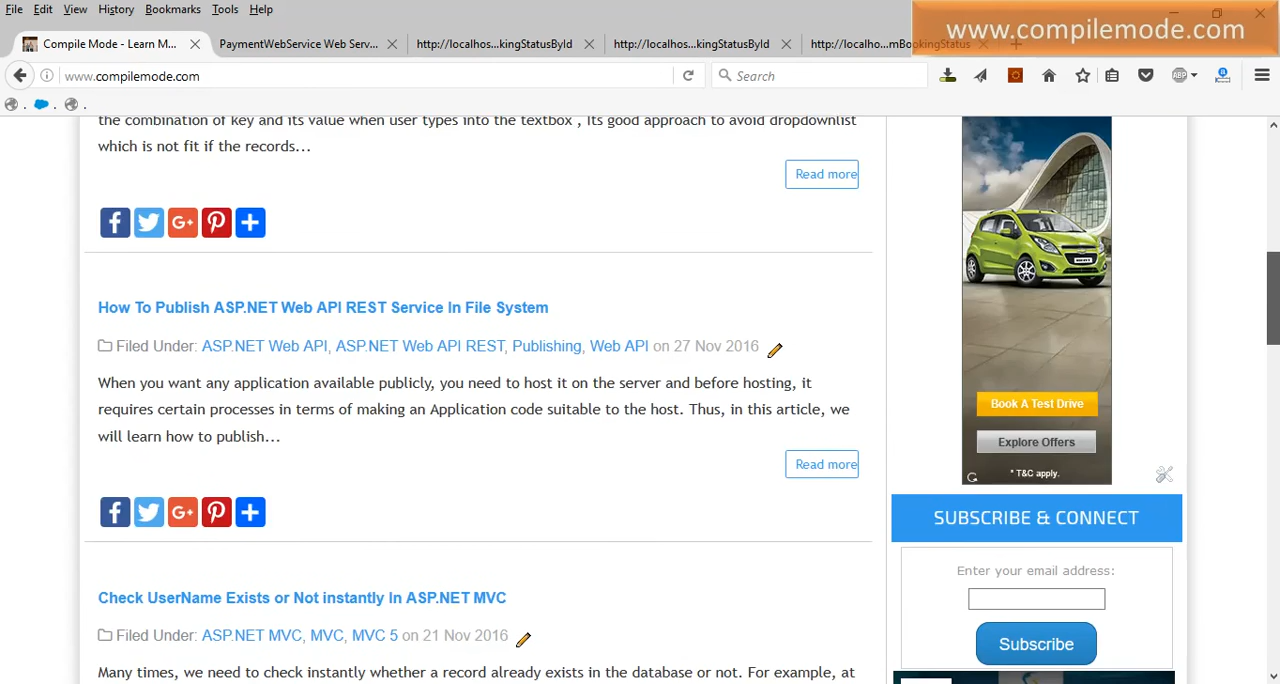 File Edit View History Bookmarks Tools Help
www.compilemode.com
Compile Mode - Learn M...
PaymentWebService Web Serv...
http://localhos...kingStatusById
http://localhos...kingStatusById
http://localho...mBookingStatus
www.compilemode.com
Search
ABP
the combination of key and its value when user types into the textbox , Its good approach to avoid dropdownlist
which is not fit if the records...
Read more
How To Publish ASP.NET Web API REST Service In File System
Filed Under: ASP.NET Web API, ASP.NET Web API REST, Publishing, Web API on 27 Nov 2016
When you want any application available publicly, you need to host it on the server and before hosting, it
requires certain processes in terms of making an Application code suitable to the host. Thus, in this article, we
will learn how to publish...
Read more
Check UserName Exists or Not instantly In ASP.NET MVC
Filed Under: ASP.NET MVC, MVC, MVC 5 on 21 Nov 2016
Many times, we need to check instantly whether a record already exists in the database or not. For example, at
Book A Test Drive
Explore Offers
* T&C apply.
SUBSCRIBE & CONNECT
Enter your email address:
Subscribe